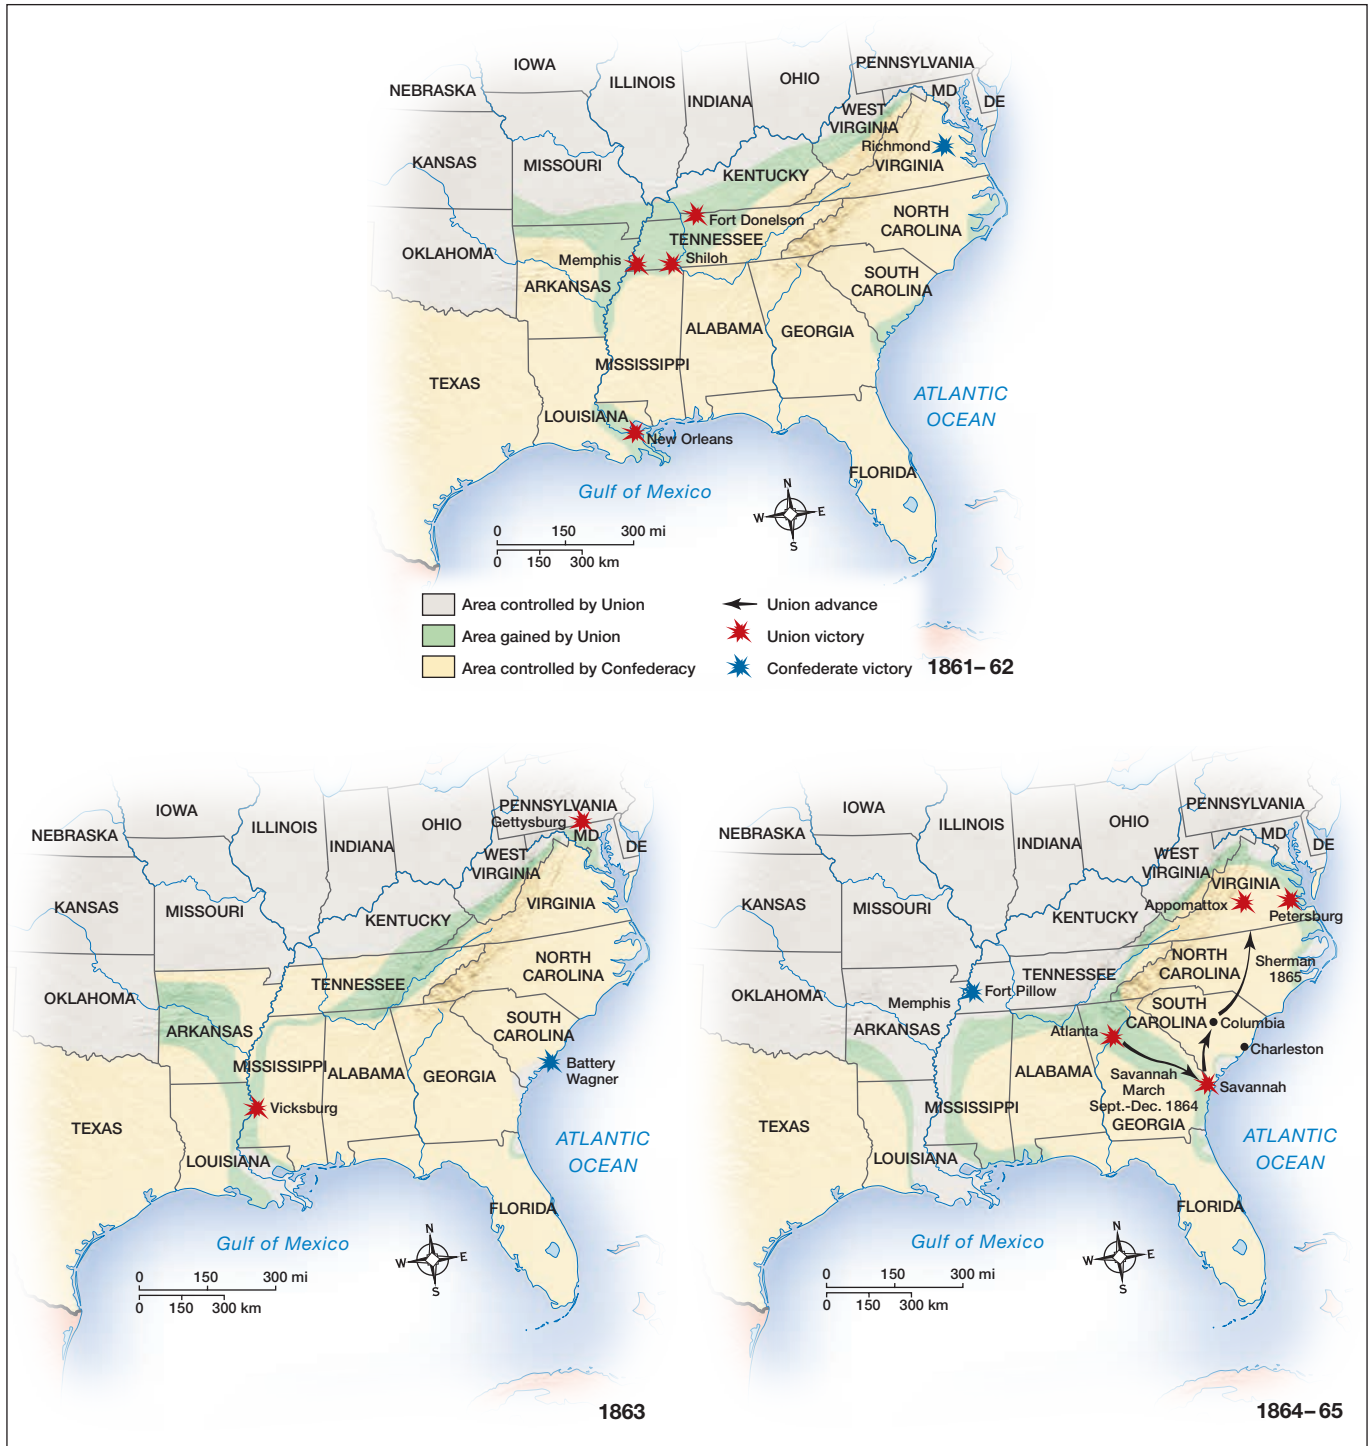 IOWA
NEBRASKA
ILLINOIS
OHIO
PENNSYLVANIA
INDIANA
MD
DE
WEST
VIRGINIA
Richmond
VIRGINIA
KANSAS
MISSOURI
KENTUCKY
Fort Donelson
NORTH
CAROLINA
OKLAHOMA
TENNESSEE
Memphis
Shiloh
ARKANSAS
SOUTH
CAROLINA
ALABAMA
GEORGIA
MISSISSIPPI
TEXAS
LOUISIANA
New Orleans
ATLANTIC
OCEAN
FLORIDA
Gulf of Mexico
N
W
E
S
0 150 300 mi
0 150 300 km
Area controlled by Union
Area gained by Union
Area controlled by Confederacy
Union advance
Union victory
Confederate victory
1861–62
IOWA
NEBRASKA
ILLINOIS
OHIO
PENNSYLVANIA
Gettysburg
INDIANA
MD
DE
WEST
VIRGINIA
VIRGINIA
KANSAS
MISSOURI
KENTUCKY
NORTH
CAROLINA
OKLAHOMA
TENNESSEE
ARKANSAS
SOUTH
CAROLINA
MISSISSIPPI
ALABAMA
GEORGIA
Battery
Wagner
Vicksburg
TEXAS
LOUISIANA
ATLANTIC
OCEAN
FLORIDA
Gulf of Mexico
N
W
E
S
0 150 300 mi
0 150 300 km
1863
IOWA
NEBRASKA
ILLINOIS
OHIO
PENNSYLVANIA
INDIANA
MD
DE
WEST
VIRGINIA
VIRGINIA
Appomattox
Petersburg
KANSAS
MISSOURI
KENTUCKY
NORTH
CAROLINA
Sherman
1865
OKLAHOMA
TENNESSEE
Memphis
Fort Pillow
ARKANSAS
SOUTH
CAROLINA
Columbia
Atlanta
Charleston
ALABAMA
Savannah
March
Sept.-Dec. 1864
Savannah
MISSISSIPPI
GEORGIA
TEXAS
LOUISIANA
ATLANTIC
OCEAN
FLORIDA
Gulf of Mexico
N
W
E
S
0 150 300 mi
0 150 300 km
1864–65